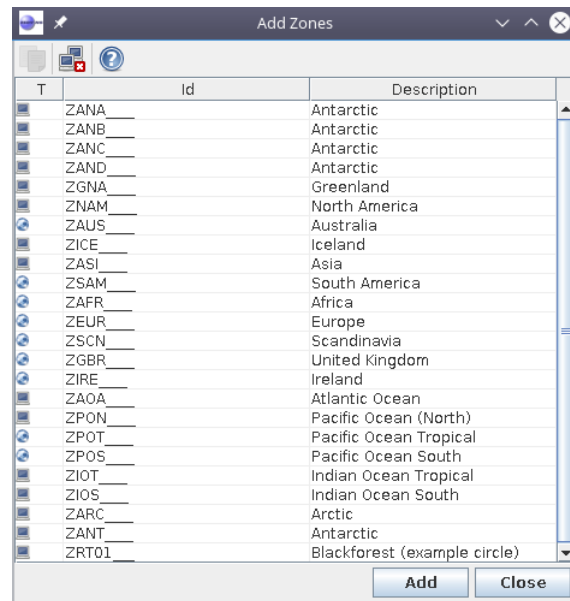 Add Zones
T Id Description
ZANA___ Antarctic
ZANB___ Antarctic
ZANC___ Antarctic
ZAND___ Antarctic
ZGNA___ Greenland
ZNAM___ North America
ZAUS___ Australia
ZICE___ Iceland
ZASI___ Asia
ZSAM___ South America
ZAFR___ Africa
ZEUR___ Europe
ZSCN___ Scandinavia
ZGBR___ United Kingdom
ZIRE___ Ireland
ZAOA___ Atlantic Ocean
ZPON___ Pacific Ocean (North)
ZPOT___ Pacific Ocean Tropical
ZPOS___ Pacific Ocean South
ZIOT___ Indian Ocean Tropical
ZIOS___ Indian Ocean South
ZARC___ Arctic
ZANT___ Antarctic
ZRT01__ Blackforest (example circle)
Add Close